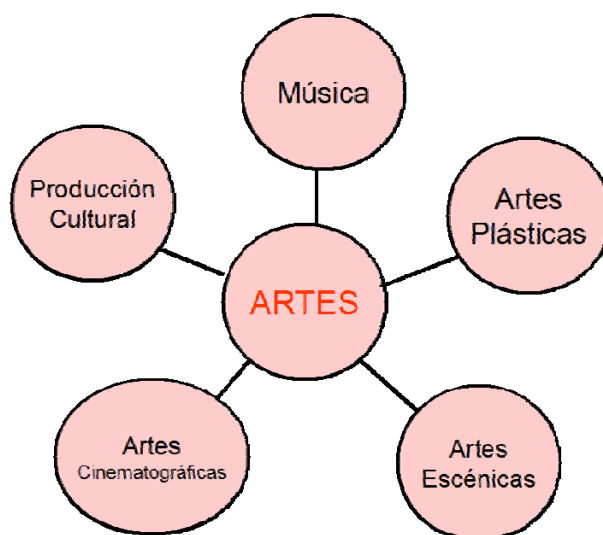 Música
Producción
Cultural
Artes
Plásticas
ARTES
Artes
Cinematográficas
Artes
Escénicas